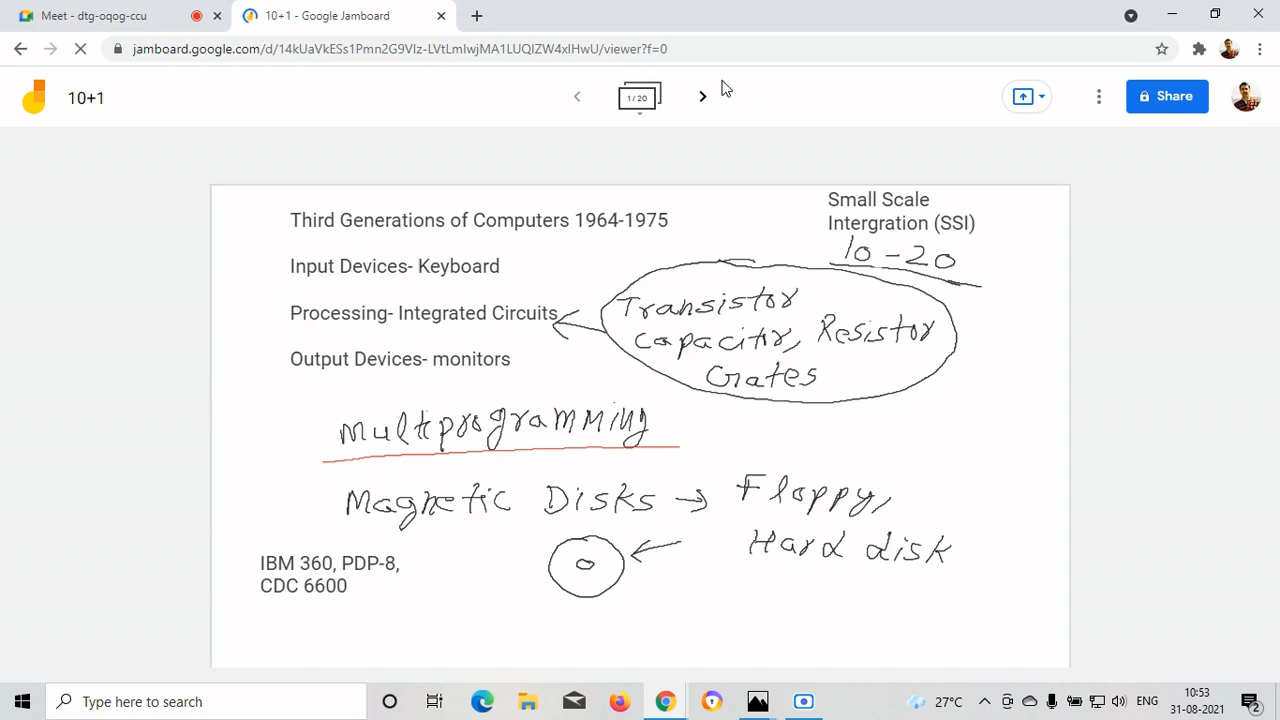 Meet - dtg-oqog-ccu
10+1 - Google Jamboard
jamboard.google.com/d/14kUaVkESs1Pmn2G9VIz-LVtLmIwjMA1LUQIZW4xIHwU/viewer?f=0
10+1
1 / 20
Share
Third Generations of Computers 1964-1975
Small Scale
Intergration (SSI)
10-20
Input Devices- Keyboard
Processing- Integrated Circuits
Transistor
Capacitor, Resistor
Gates
Output Devices- monitors
Multiprogramming
Magnetic Disks → Floppy,
Hard disk
IBM 360, PDP-8,
CDC 6600
Type here to search
27°C
ENG
10:53
31-08-2021
2